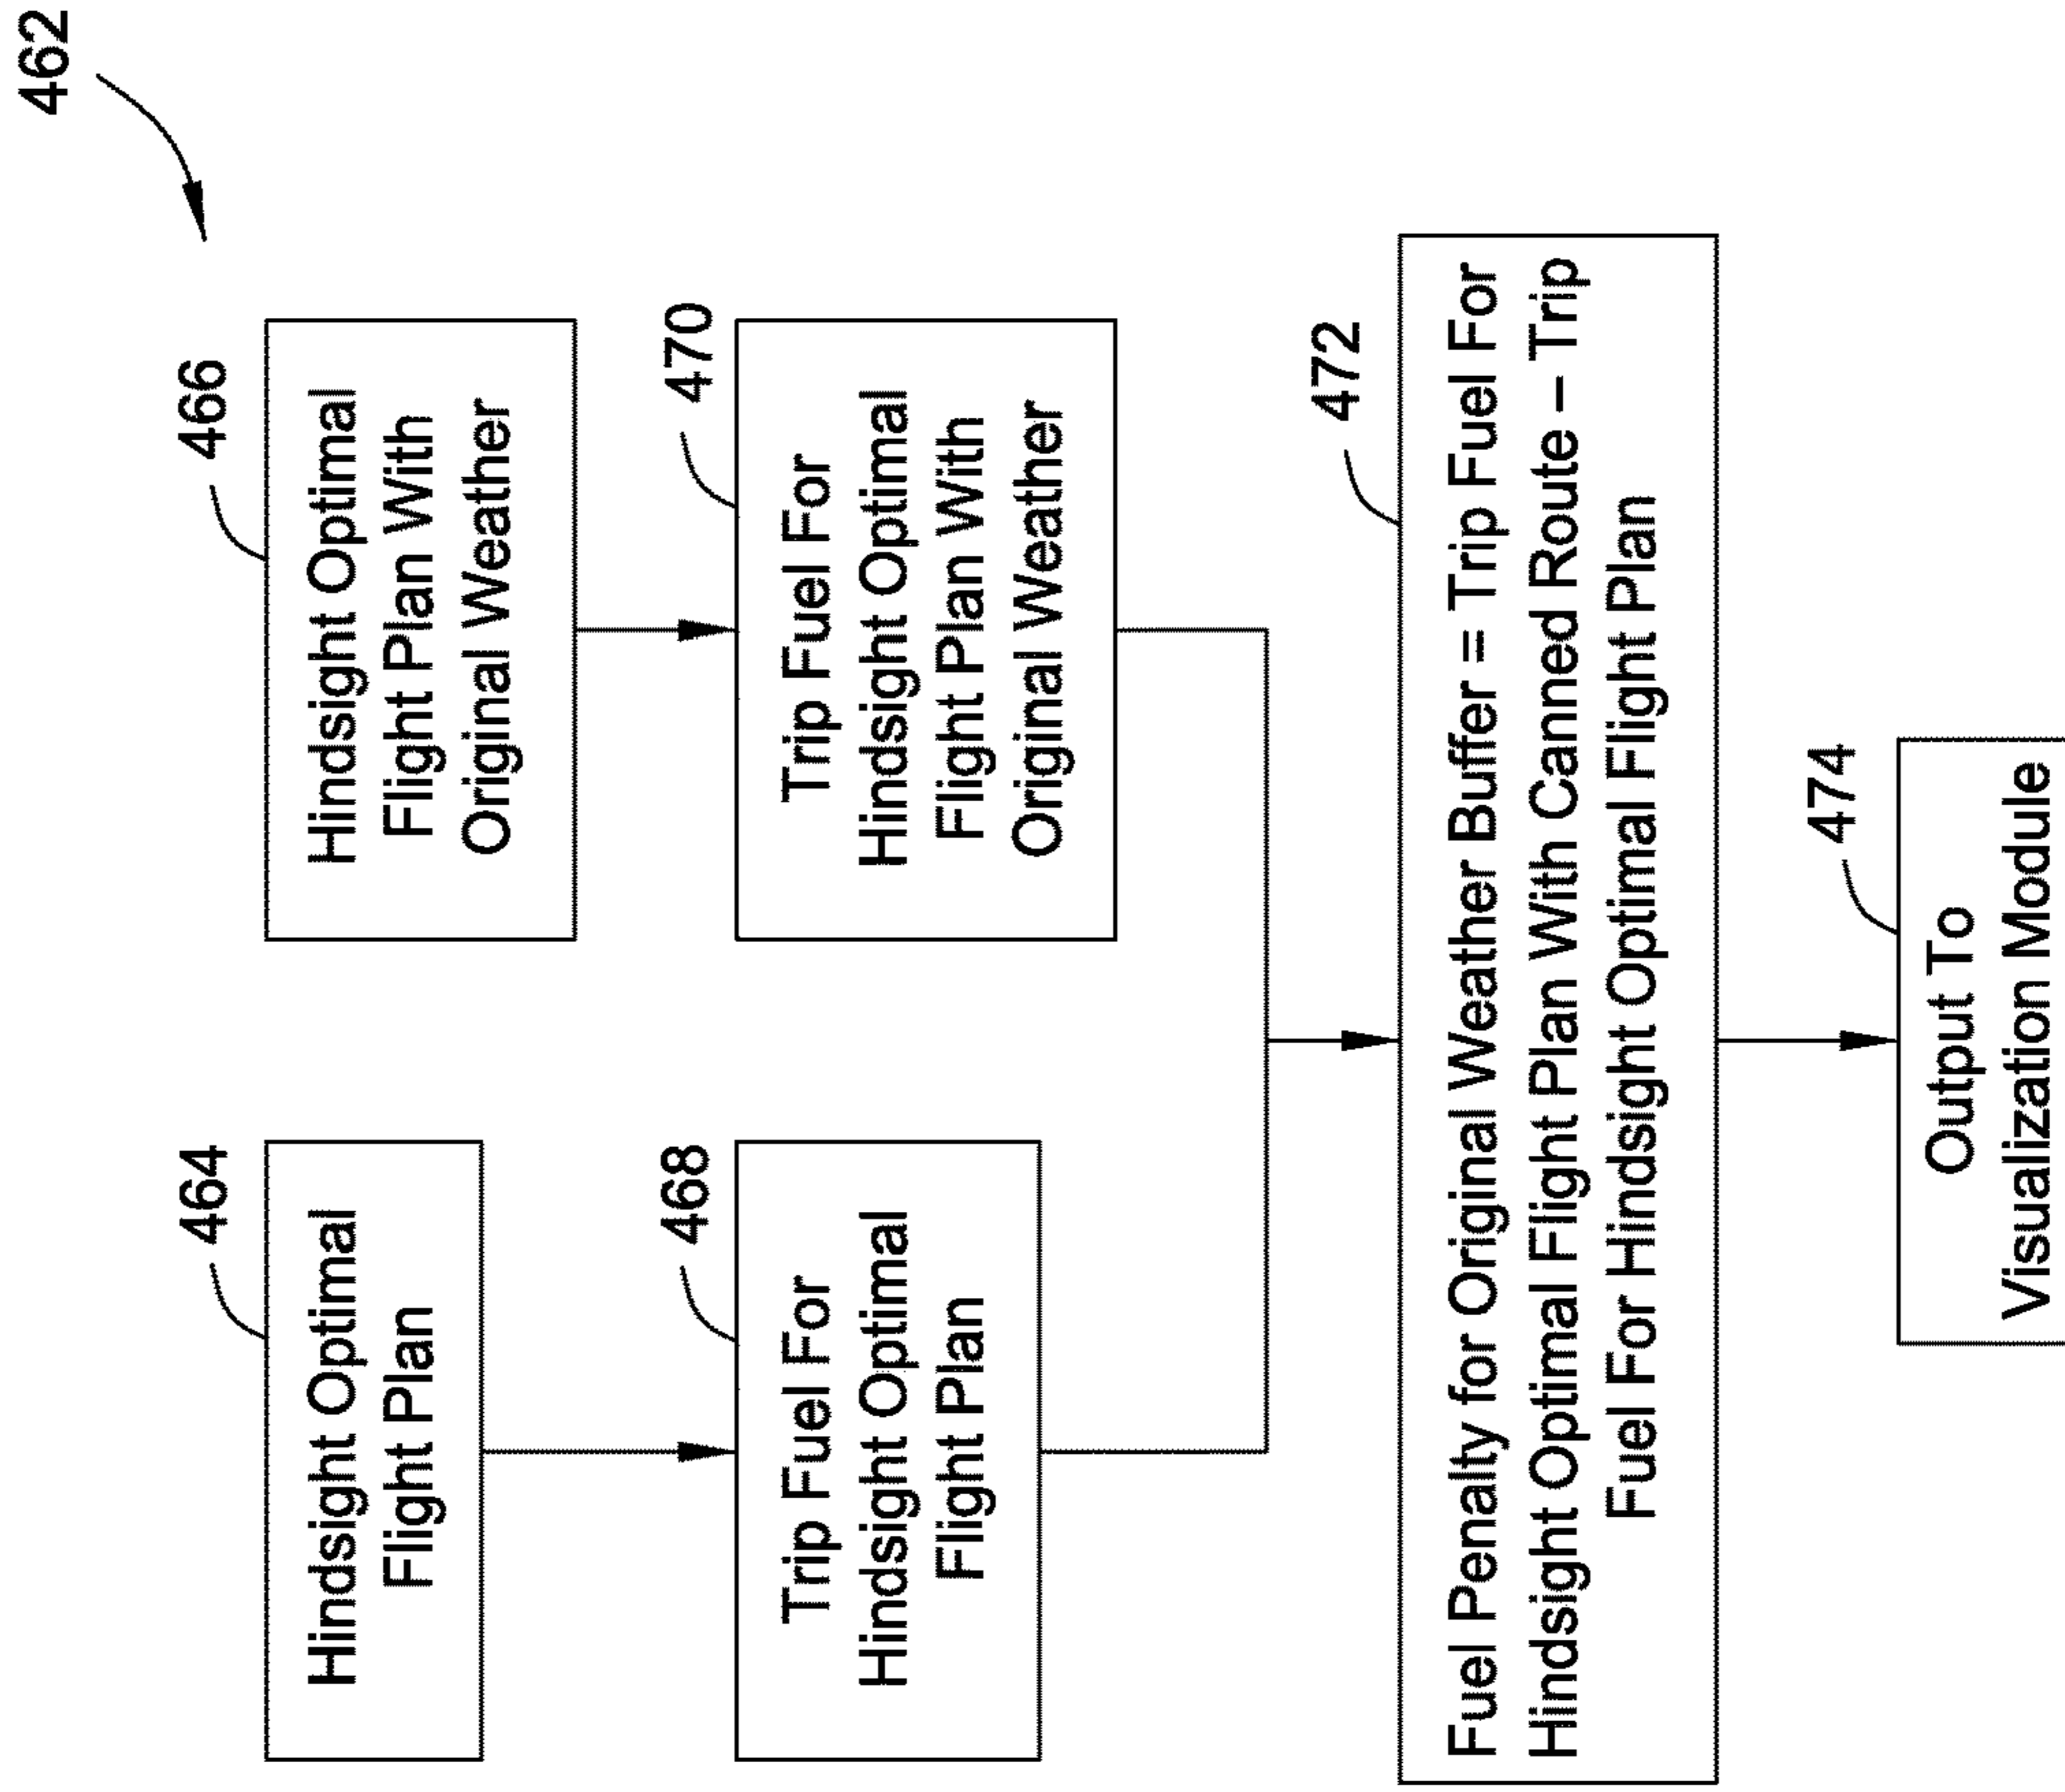 462
464
Hindsight Optimal
Flight Plan
466
Hindsight Optimal
Flight Plan With
Original Weather
468
Trip Fuel For
Hindsight Optimal
Flight Plan
470
Trip Fuel For
Hindsight Optimal
Flight Plan With
Original Weather
472
Fuel Penalty for Original Weather Buffer = Trip Fuel For
Hindsight Optimal Flight Plan With Canned Route – Trip
Fuel For Hindsight Optimal Flight Plan
474
Output To
Visualization Module